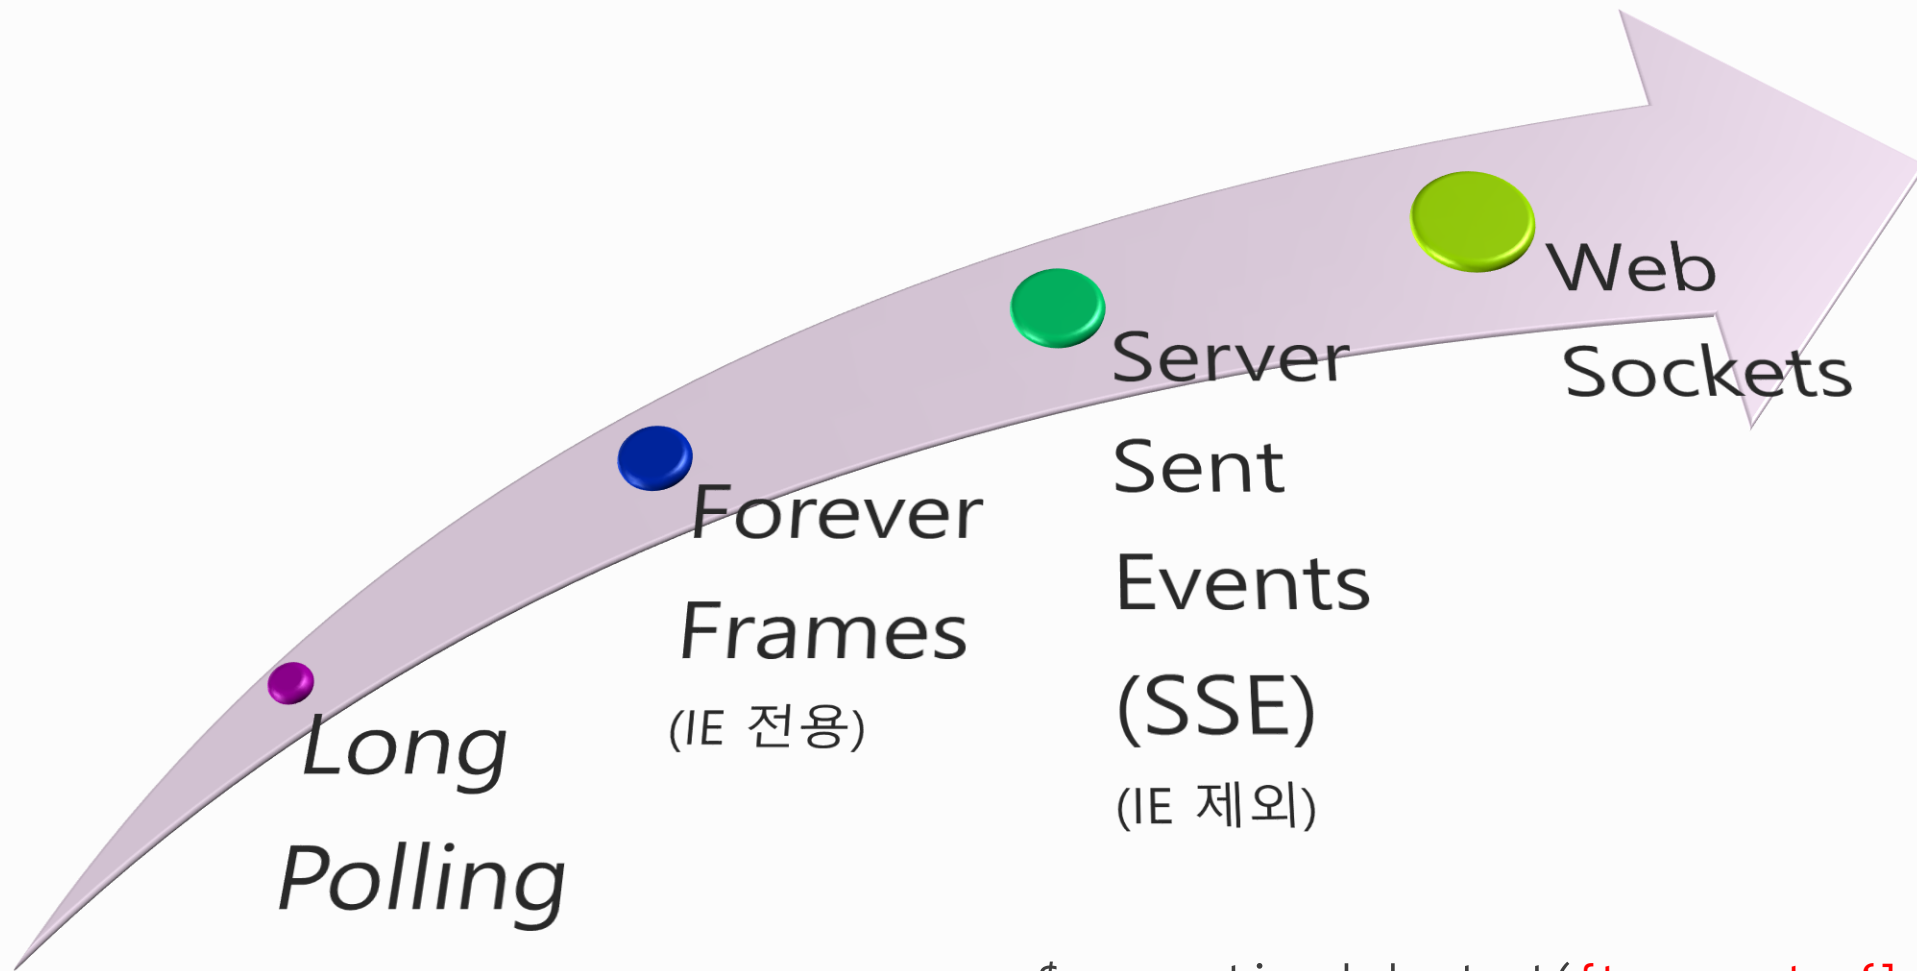 Long
Polling
Forever
Frames
(IE 전용)
Server
Sent
Events
(SSE)
(IE 제외)
Web
Sockets